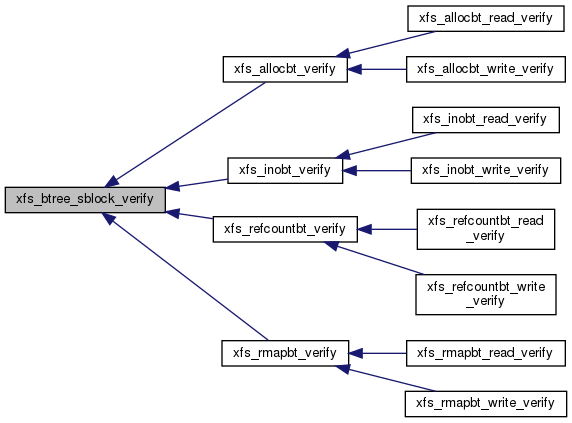 xfs_allocbt_read_verify
xfs_allocbt_verify
xfs_allocbt_write_verify
xfs_inobt_read_verify
xfs_inobt_verify
xfs_inobt_write_verify
xfs_btree_sblock_verify
xfs_refcountbt_read
_verify
xfs_refcountbt_verify
xfs_refcountbt_write
_verify
xfs_rmapbt_verify
xfs_rmapbt_read_verify
xfs_rmapbt_write_verify